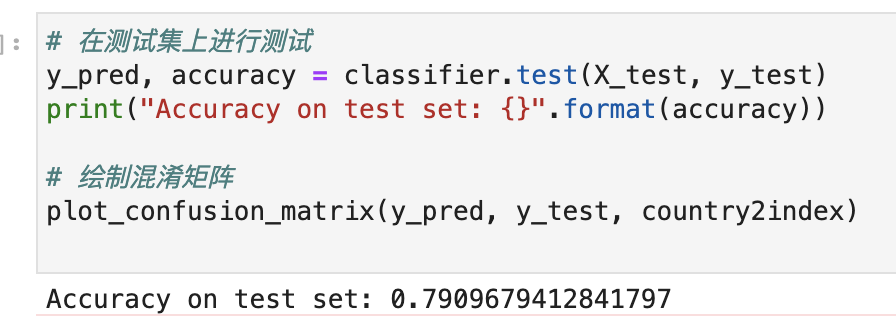 ]:
# 在测试集上进行测试
y_pred, accuracy = classifier.test(X_test, y_test)
print("Accuracy on test set: {}".format(accuracy))
# 绘制混淆矩阵
plot_confusion_matrix(y_pred, y_test, country2index)
Accuracy on test set: 0.7909679412841797